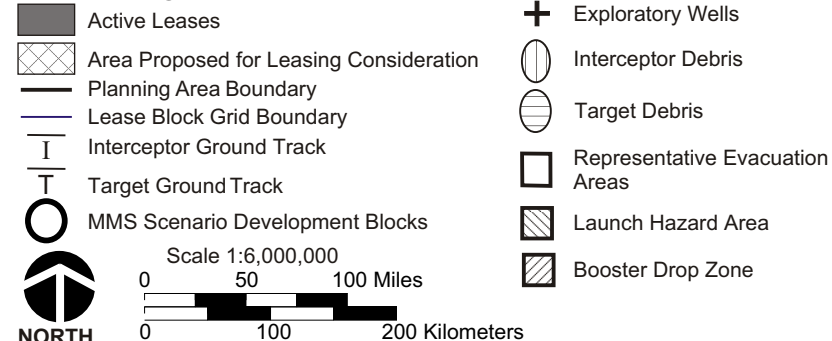 Active Leases
Area Proposed for Leasing Consideration
Planning Area Boundary
Lease Block Grid Boundary
I
Interceptor Ground Track
T
Target Ground Track
MMS Scenario Development Blocks
Exploratory Wells
Interceptor Debris
Target Debris
Representative Evacuation
Areas
Launch Hazard Area
Booster Drop Zone
NORTH
Scale 1:6,000,000
0 50 100 Miles
0 100 200 Kilometers